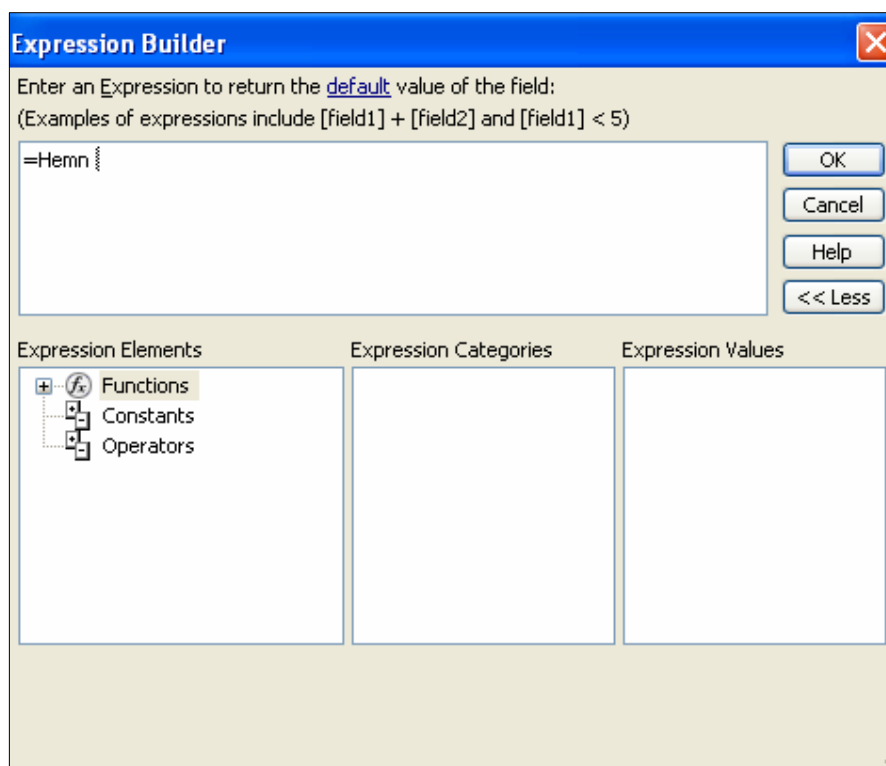 Expression Builder
Enter an Expression to return the default value of the field:
(Examples of expressions include [field1] + [field2] and [field1] < 5)
=Hemn
OK
Cancel
Help
<< Less
Expression Elements
Expression Categories
Expression Values
Functions
Constants
Operators